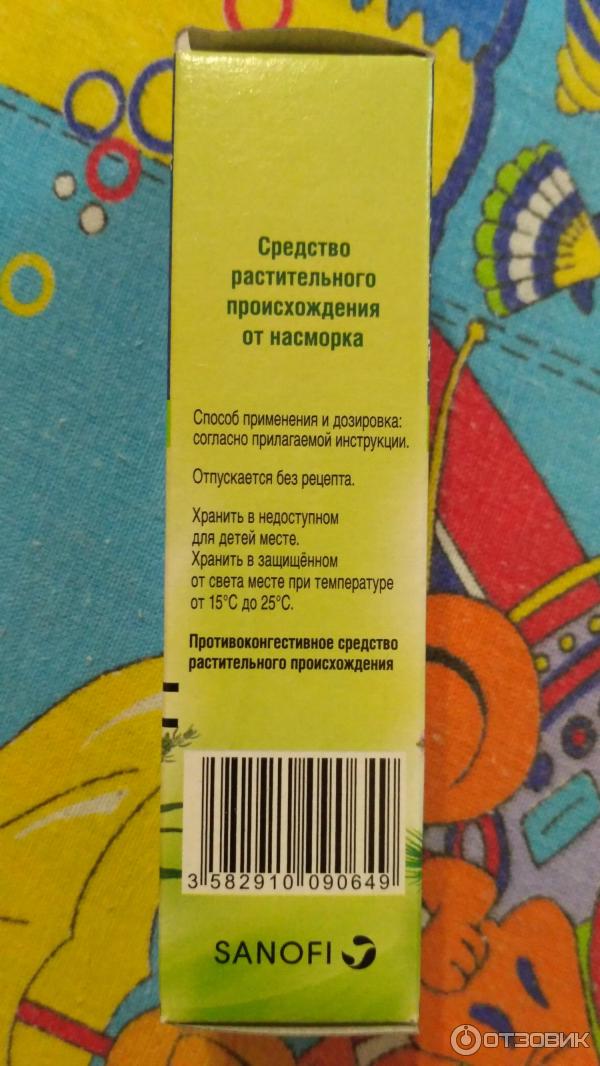 Средство
растительного
происхождения
от насморка
Способ применения и дозировка:
согласно прилагаемой инструкции.
Отпускается без рецепта.
Хранить в недоступном
для детей месте.
Хранить в защищённом
от света месте при температуре
от 15°С до 25°С.
Противоконгестивное средство
растительного происхождения
3 582910 090649
SANOFI
ОТЗОВИК